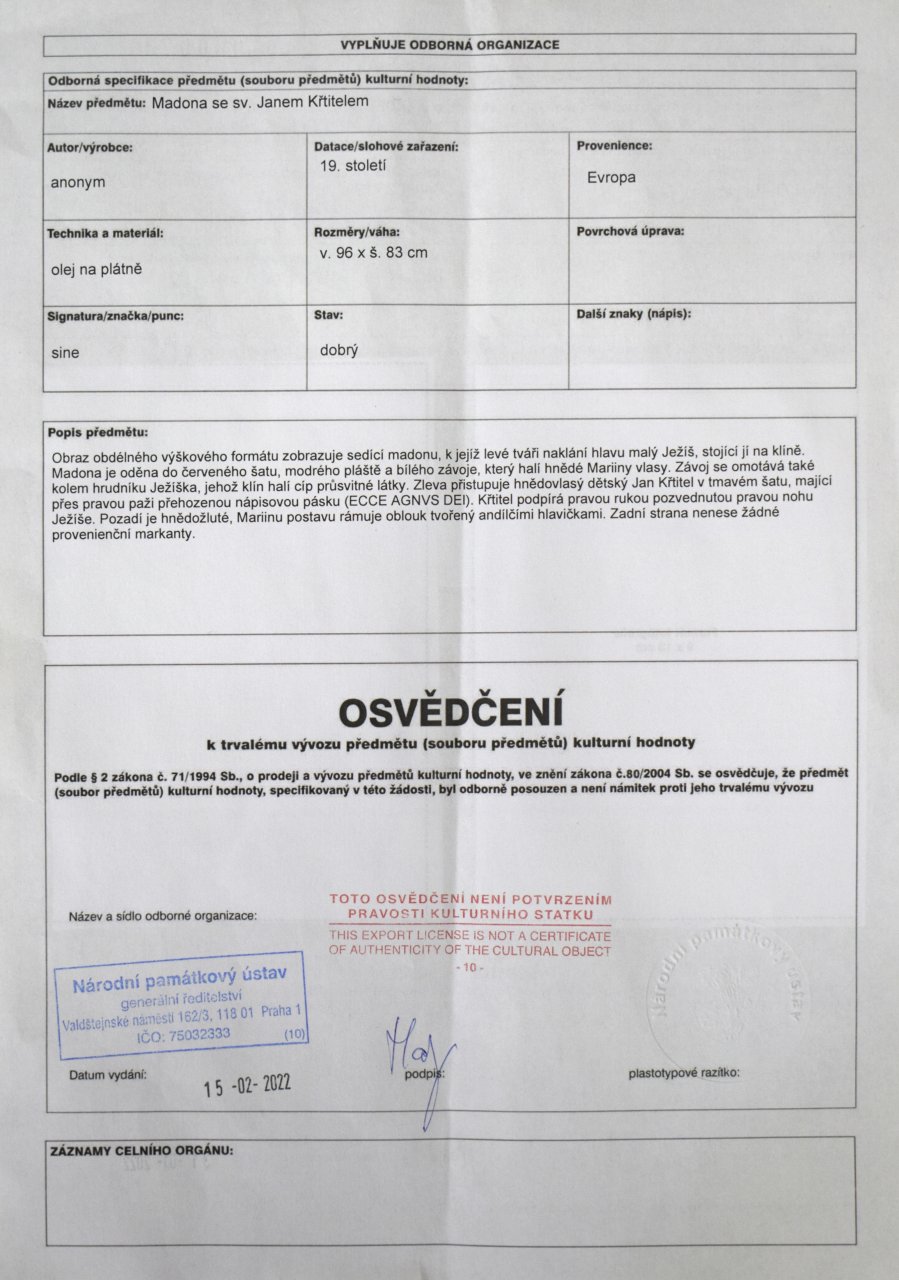 VYPLŇUJE ODBORNÁ ORGANIZACE
Odborná specifikace předmětu (souboru předmětů) kulturní hodnoty:
Název předmětu: Madona se sv. Janem Křtitelem
Autor/výrobce:
anonym
Datace/slohové zařazení:
19. století
Provenience:
Evropa
Technika a materiál:
olej na plátně
Rozměry/váha:
v. 96 x š. 83 cm
Povrchová úprava:
Signatura/značka/punc:
sine
Stav:
dobrý
Další znaky (nápis):
Popis předmětu:
Obraz obdélného výškového formátu zobrazuje sedící madonu, k jejíž levé tváři naklání hlavu malý Ježíš, stojící jí na klíně.
Madona je oděna do červeného šatu, modrého pláště a bílého závoje, který halí hnědé Mariiny vlasy. Závoj se omotává také
kolem hrudníku Ježíška, jehož klín halí cíp průsvitné látky. Zleva přistupuje hnědovlasý dětský Jan Křtitel v tmavém šatu, mající
přes pravou paži přehozenou nápisovou pásku (ECCE AGNVS DEI). Křtitel podpírá pravou rukou pozvednutou pravou nohu
Ježíše. Pozadí je hnědožluté, Mariinu postavu rámuje oblouk tvořený andílčími hlavičkami. Zadní strana nenese žádné
provenienční markanty.
OSVĚDČENÍ
k trvalému vývozu předmětu (souboru předmětů) kulturní hodnoty
Podle § 2 zákona č. 71/1994 Sb., o prodeji a vývozu předmětů kulturní hodnoty, ve znění zákona č.80/2004 Sb. se osvědčuje, že předmět
(soubor předmětů) kulturní hodnoty, specifikovaný v této žádosti, byl odborně posouzen a není námitek proti jeho trvalému vývozu
Název a sídlo odborné organizace:
TOTO OSVĚDČENÍ NENÍ POTVRZENÍM
PRAVOSTI KULTURNÍHO STATKU
THIS EXPORT LICENSE IS NOT A CERTIFICATE
OF AUTHENTICITY OF THE CULTURAL OBJECT
- 10 -
Národní památkový ústav
generální ředitelství
Valdštejnské náměstí 162/3, 118 01 Praha 1
IČO: 75032333 (10)
Národní památkový ústav
Datum vydání:
15 -02- 2022
podpis:
plastotypové razítko:
ZÁZNAMY CELNÍHO ORGÁNU: